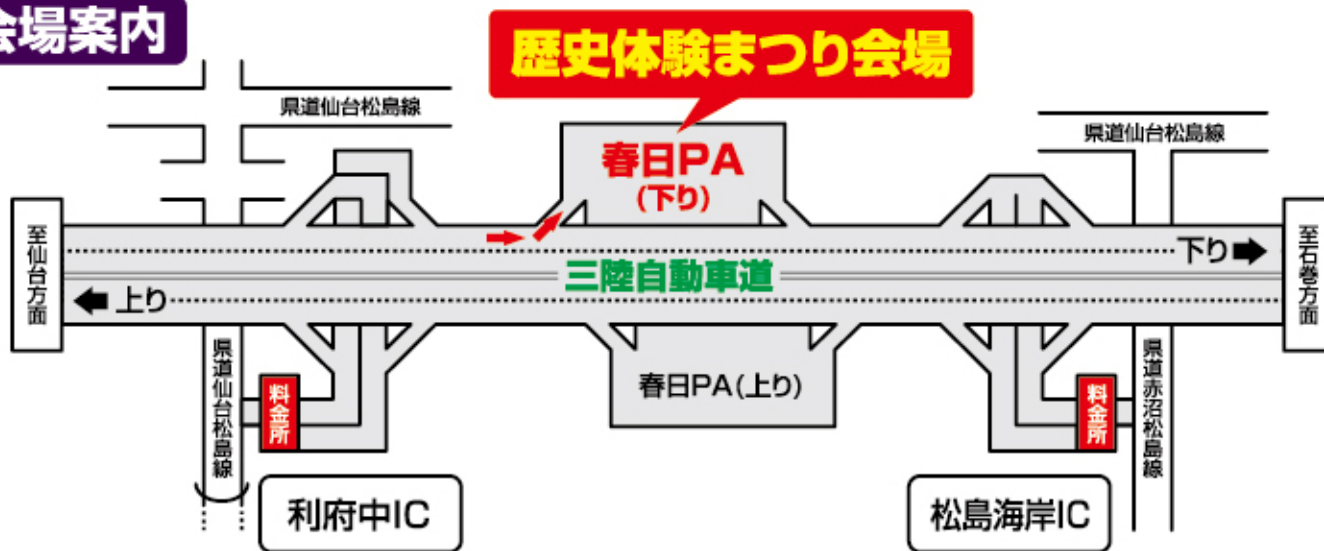 会場案内
歴史体験まつり会場
県道仙台松島線
県道仙台松島線
春日PA
(下り)
至仙台方面
下り
至石巻方面
三陸自動車道
上り
県道仙台松島線
料金所
春日PA(上り)
料金所
県道赤沼松島線
利府中IC
松島海岸IC